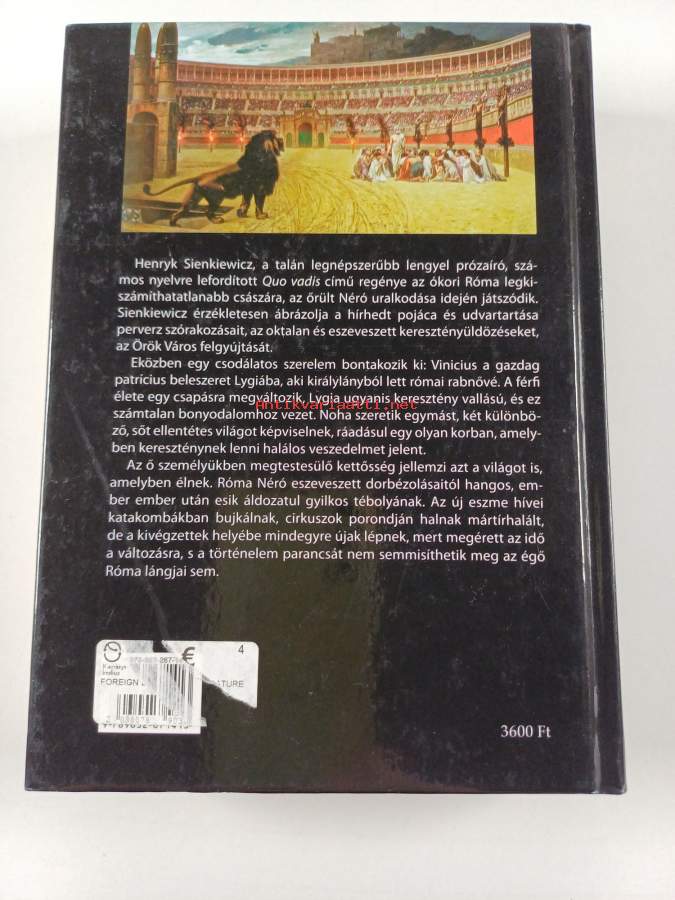 Henryk Sienkiewicz, a talán legnépszerűbb lengyel prózaíró, szá-
mos nyelvre lefordított Quo vadis című regénye az ókori Róma legki-
számíthatatlanabb császára, az őrült Néró uralkodása idején játszódik.
Sienkiewicz érzékletesen ábrázolja a hírhedt pojáca és udvartartása
perverz szórakozásait, az oktalan és eszeveszett keresztényüldözéseket,
az Örök Város felgyújtását.
Eközben egy csodálatos szerelem bontakozik ki: Vinicius a gazdag
patrícius beleszeret Lygiába, aki királylányból lett római rabnővé. A férfi
élete egy csapásra megváltozik. Lygia ugyanis keresztény vallású, és ez
Antikvariaatti.net
számtalan bonyodalomhoz vezet. Noha szeretik egymást, két különbö-
ző, sőt ellentétes világot képviselnek, ráadásul egy olyan korban, amely-
ben kereszténynek lenni halálos veszedelmet jelent.
Az ő személyükben megtestesülő kettősség jellemzi azt a világot is,
amelyben élnek. Róma Néró eszeveszett dorbézolásaitól hangos, em-
ber ember után esik áldozatul gyilkos tébolyának. Az új eszme hívei
katakombákban bujkálnak, cirkuszok porondján halnak mártírhalált,
de a kivégzettek helyébe mindegyre újak lépnek, mert megérett az idő
a változásra, s a történelem parancsát nem semmisíthetik meg az égő
Róma lángjai sem.
€ 4
FOREIGN
3600 Ft